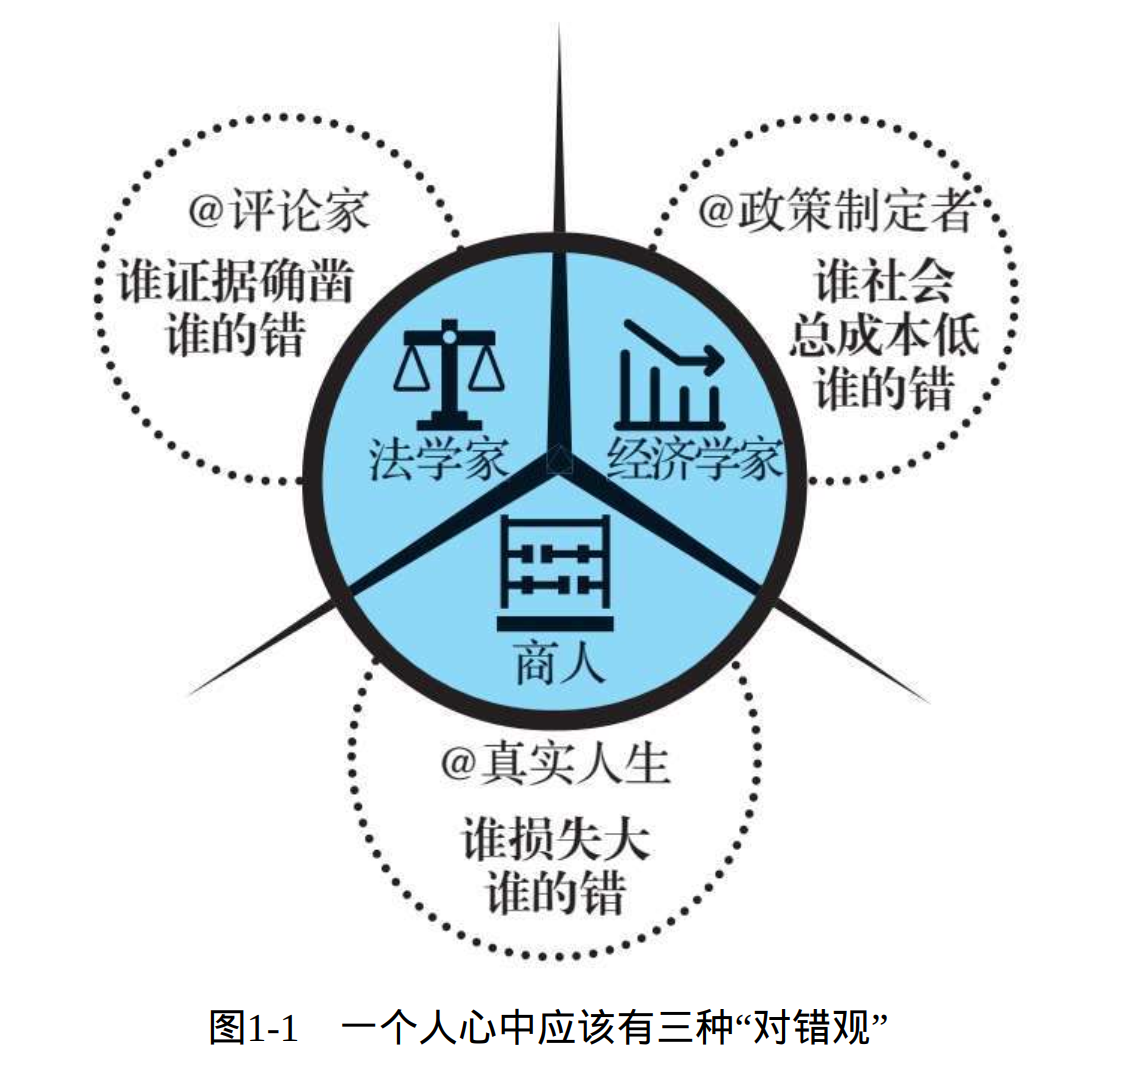 @评论家
谁证据确凿
谁的错
@政策制定者
谁社会
总成本低
谁的错
法学家
经济学家
商人
@真实人生
谁损失大
谁的错
图1-1 一个人心中应该有三种“对错观”